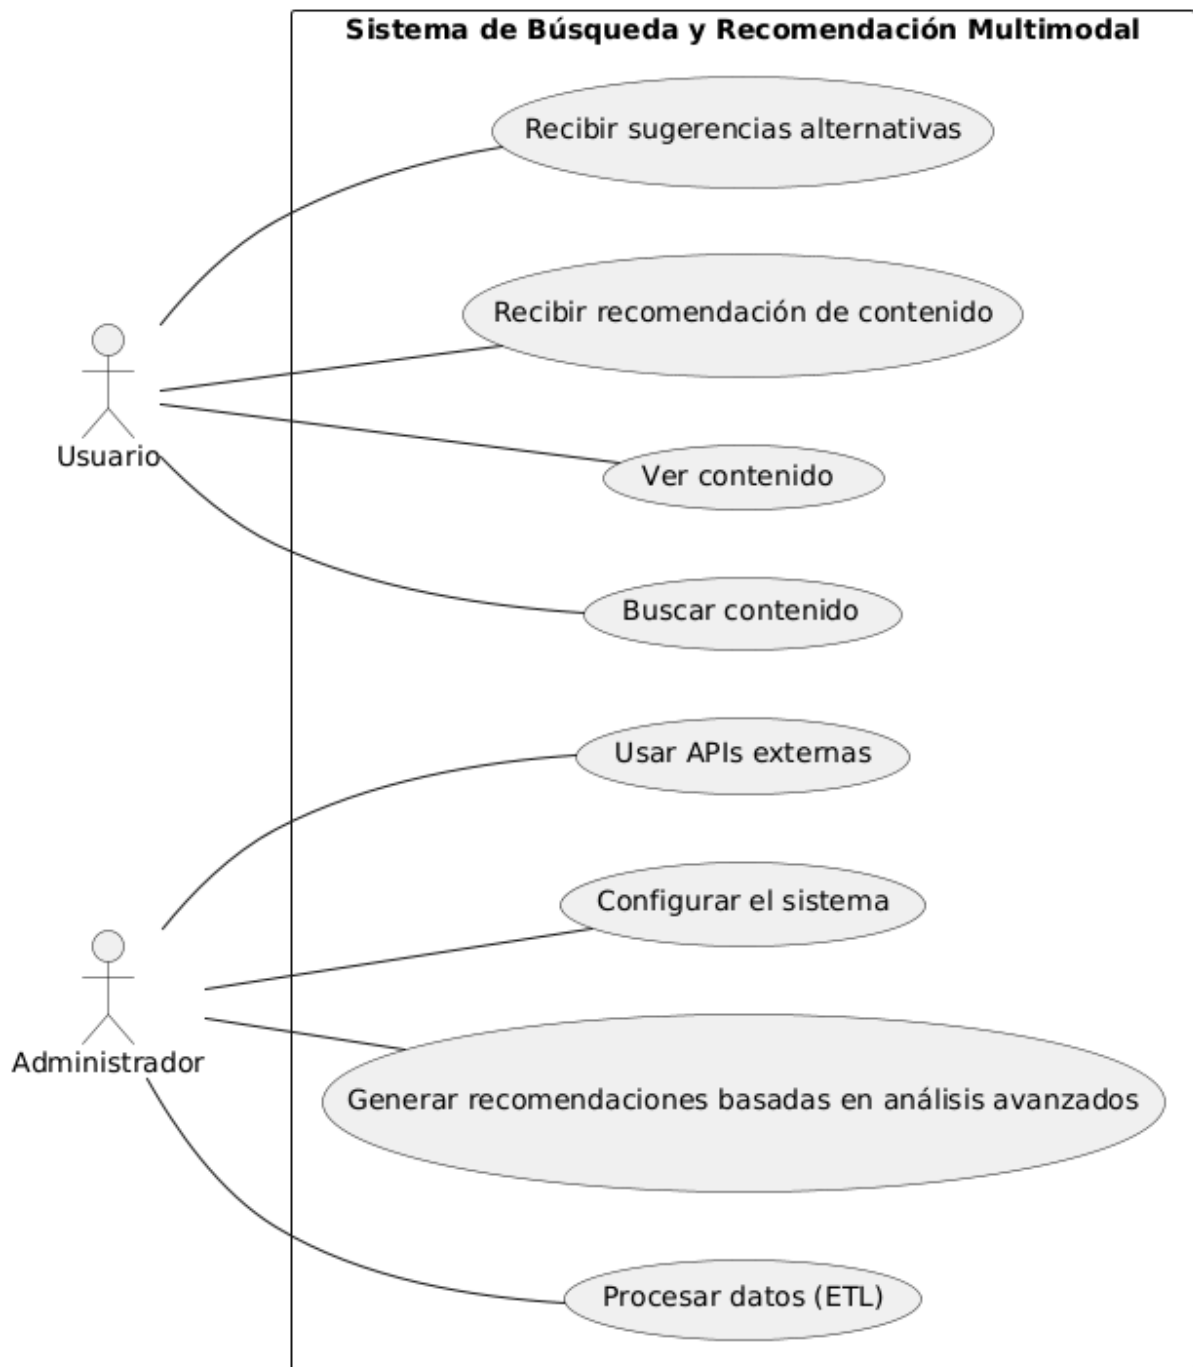 Sistema de Búsqueda y Recomendación Multimodal
Recibir sugerencias alternativas
Recibir recomendación de contenido
Usuario
Ver contenido
Buscar contenido
Usar APIs externas
Configurar el sistema
Administrador
Generar recomendaciones basadas en análisis avanzados
Procesar datos (ETL)